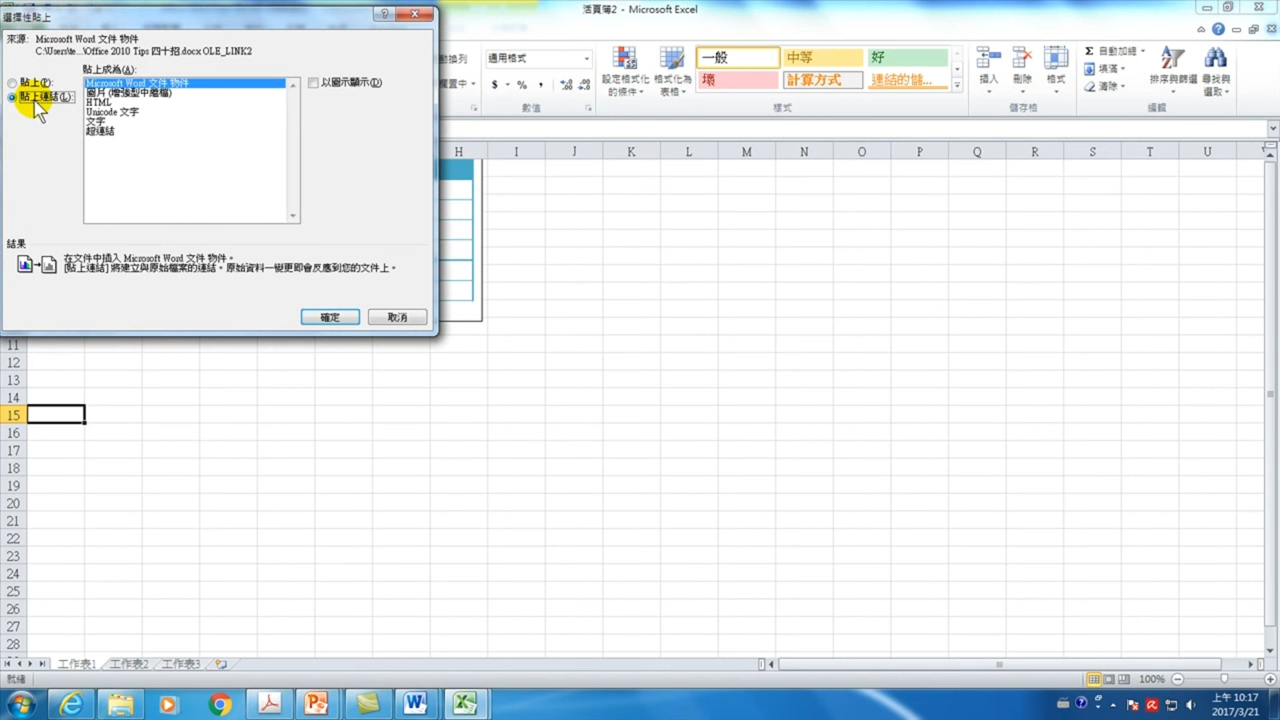 選擇性貼上
活頁簿2 - Microsoft Excel
來源: Microsoft Word 文件 物件
C:\Users\te...\Office 2010 Tips 四十招.docx OLE_LINK2
貼上成為(A):
貼上(P):
貼上連結(L):
Microsoft Word 文件 物件
圖片 (增強型中繼檔)
HTML
Unicode 文字
文字
超連結
以圖示顯示(D)
結果
在文件中插入 Microsoft Word 文件 物件。
[貼上連結] 將建立與原始檔案的連結。原始資料一變更即會反應到您的文件上。
確定
取消
動換列
置中
通用格式
$ % ,
數值
設定格式化
的條件
格式化為
表格
一般
中等
好
壞
計算方式
連結的儲...
樣式
插入
刪除
格式
儲存格
Σ 自動加總
填滿
清除
排序與篩選
尋找與
選取
編輯
H I J K L M N O P Q R S T U
11
12
13
14
15
16
17
18
19
20
21
22
23
24
25
26
27
28
工作表1 工作表2 工作表3
就緒
100%
上午 10:17
2017/3/21